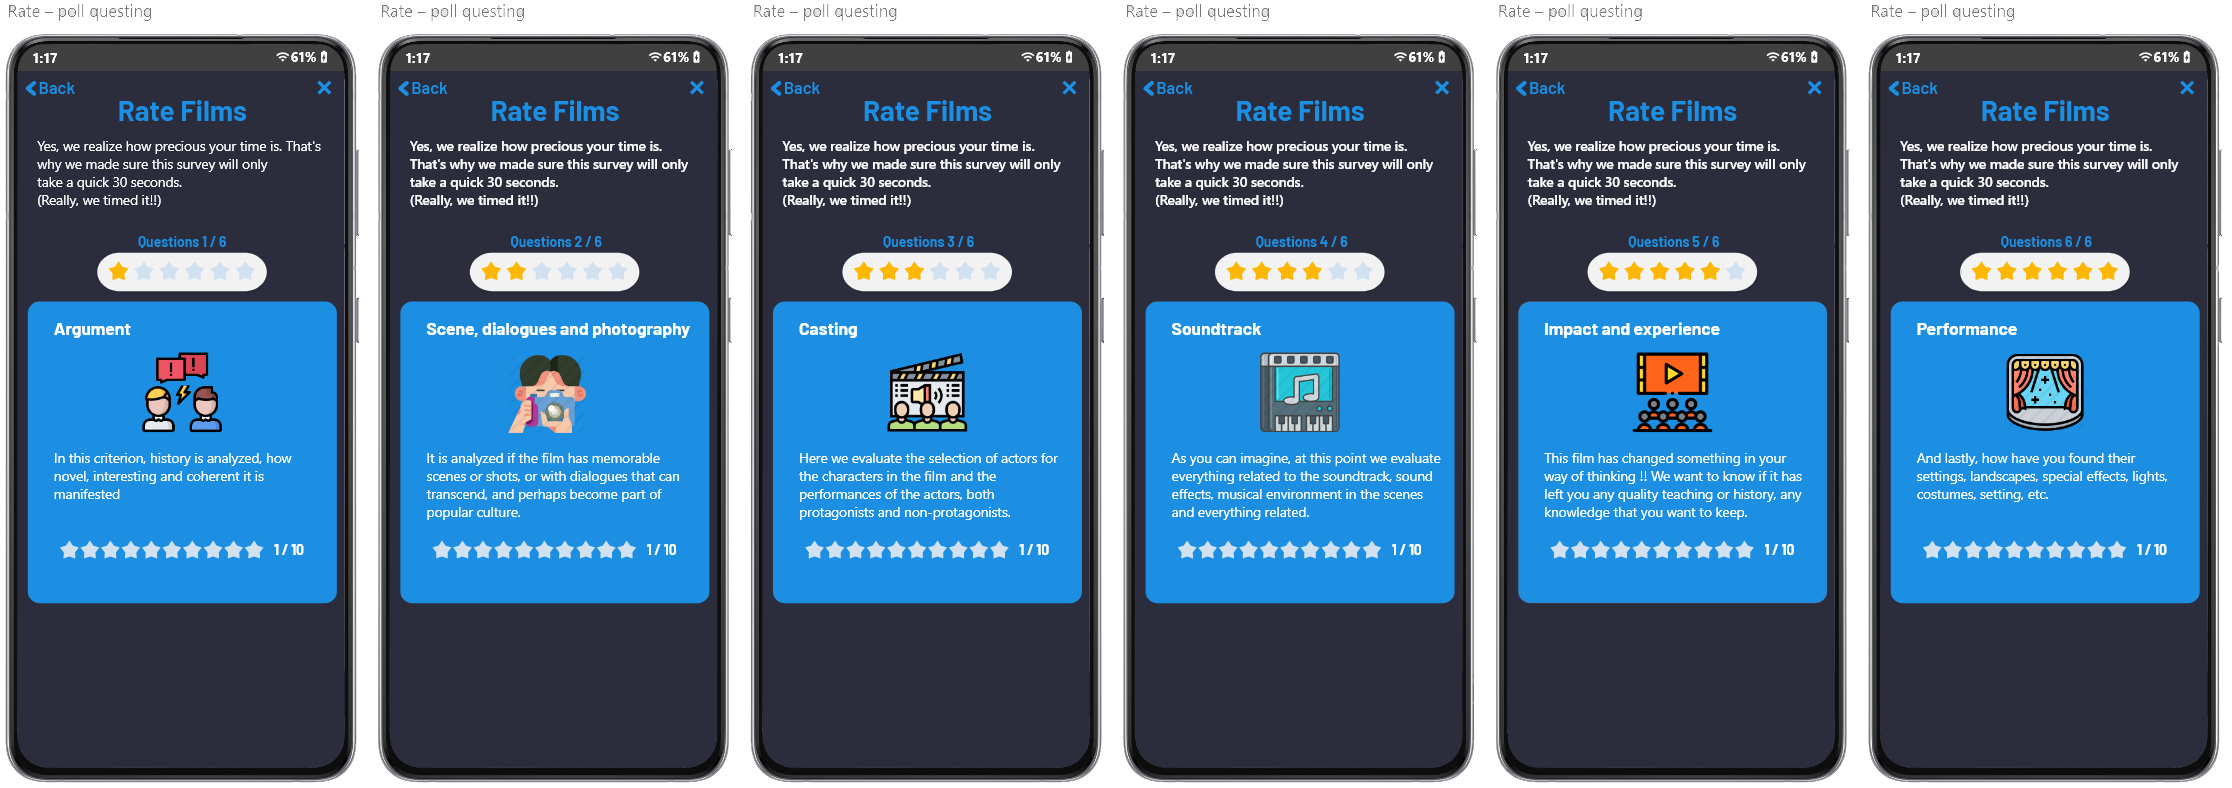 Rate – poll questing
1:17
61%
Back
Rate Films
Yes, we realize how precious your time is. That's
why we made sure this survey will only
take a quick 30 seconds.
(Really, we timed it!!)
Questions 1 / 6
Argument
In this criterion, history is analyzed, how
novel, interesting and coherent it is
manifested
1 / 10
Rate – poll questing
1:17
61%
Back
Rate Films
Yes, we realize how precious your time is.
That's why we made sure this survey will only
take a quick 30 seconds.
(Really, we timed it!!)
Questions 2 / 6
Scene, dialogues and photography
It is analyzed if the film has memorable
scenes or shots, or with dialogues that can
transcend, and perhaps become part of
popular culture.
1 / 10
Rate – poll questing
1:17
61%
Back
Rate Films
Yes, we realize how precious your time is.
That's why we made sure this survey will only
take a quick 30 seconds.
(Really, we timed it!!)
Questions 3 / 6
Casting
Here we evaluate the selection of actors for
the characters in the film and the
performances of the actors, both
protagonists and non-protagonists.
1 / 10
Rate – poll questing
1:17
61%
Back
Rate Films
Yes, we realize how precious your time is.
That's why we made sure this survey will only
take a quick 30 seconds.
(Really, we timed it!!)
Questions 4 / 6
Soundtrack
As you can imagine, at this point we evaluate
everything related to the soundtrack, sound
effects, musical environment in the scenes
and everything related.
1 / 10
Rate – poll questing
1:17
61%
Back
Rate Films
Yes, we realize how precious your time is.
That's why we made sure this survey will only
take a quick 30 seconds.
(Really, we timed it!!)
Questions 5 / 6
Impact and experience
This film has changed something in your
way of thinking !! We want to know if it has
left you any quality teaching or history, any
knowledge that you want to keep.
1 / 10
Rate – poll questing
1:17
61%
Back
Rate Films
Yes, we realize how precious your time is.
That's why we made sure this survey will only
take a quick 30 seconds.
(Really, we timed it!!)
Questions 6 / 6
Performance
And lastly, how have you found their
settings, landscapes, special effects, lights,
costumes, setting, etc.
1 / 10